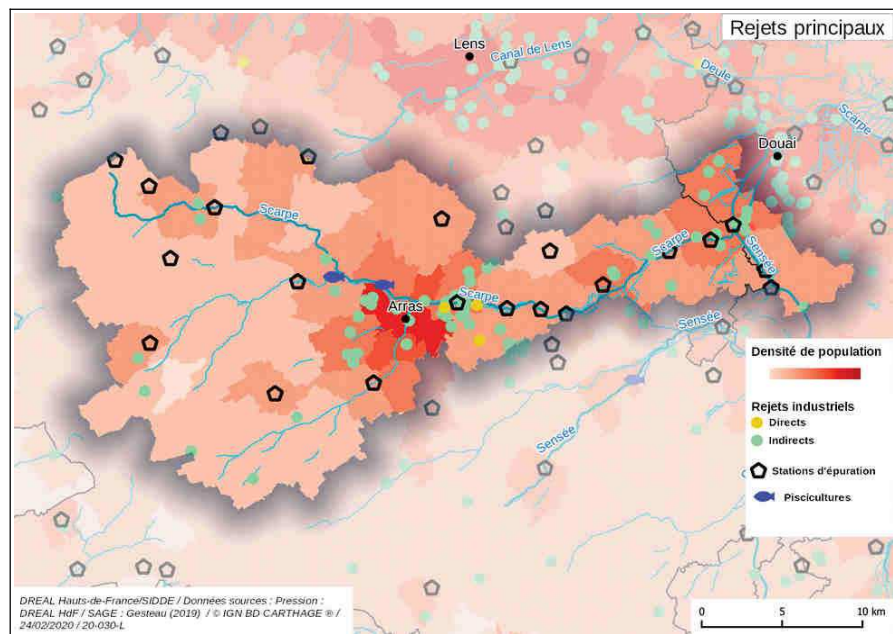 Rejets principaux
Lens
Canal de Lens
Deule
Scarpe
Douai
Scarpe
Scarpe
Sensée
Scarpe
Arras
Sensée
Sensée
Densité de population
Rejets industriels
Directs
Indirects
Stations d'épuration
Piscicultures
DREAL Hauts-de-France/SIDDE / Données sources : Pression :
DREAL HdF / SAGE : Gesteau (2019) / © IGN BD CARTHAGE ® /
24/02/2020 / 20-030-L
0 5 10 km